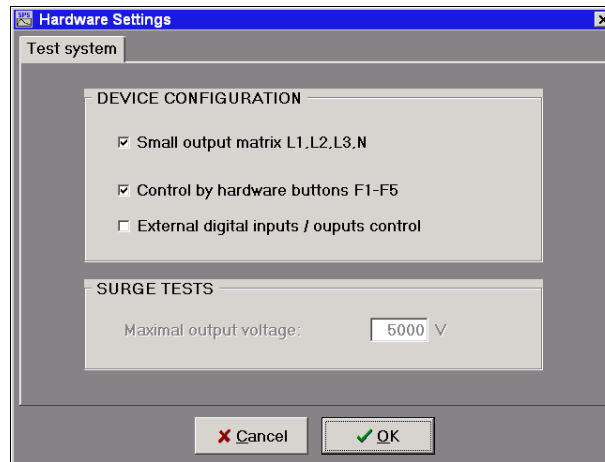 Hardware Settings
Test system
DEVICE CONFIGURATION
Small output matrix L1,L2,L3,N
Control by hardware buttons F1-F5
External digital inputs / ouputs control
SURGE TESTS
Maximal output voltage: 5000 V
Cancel OK